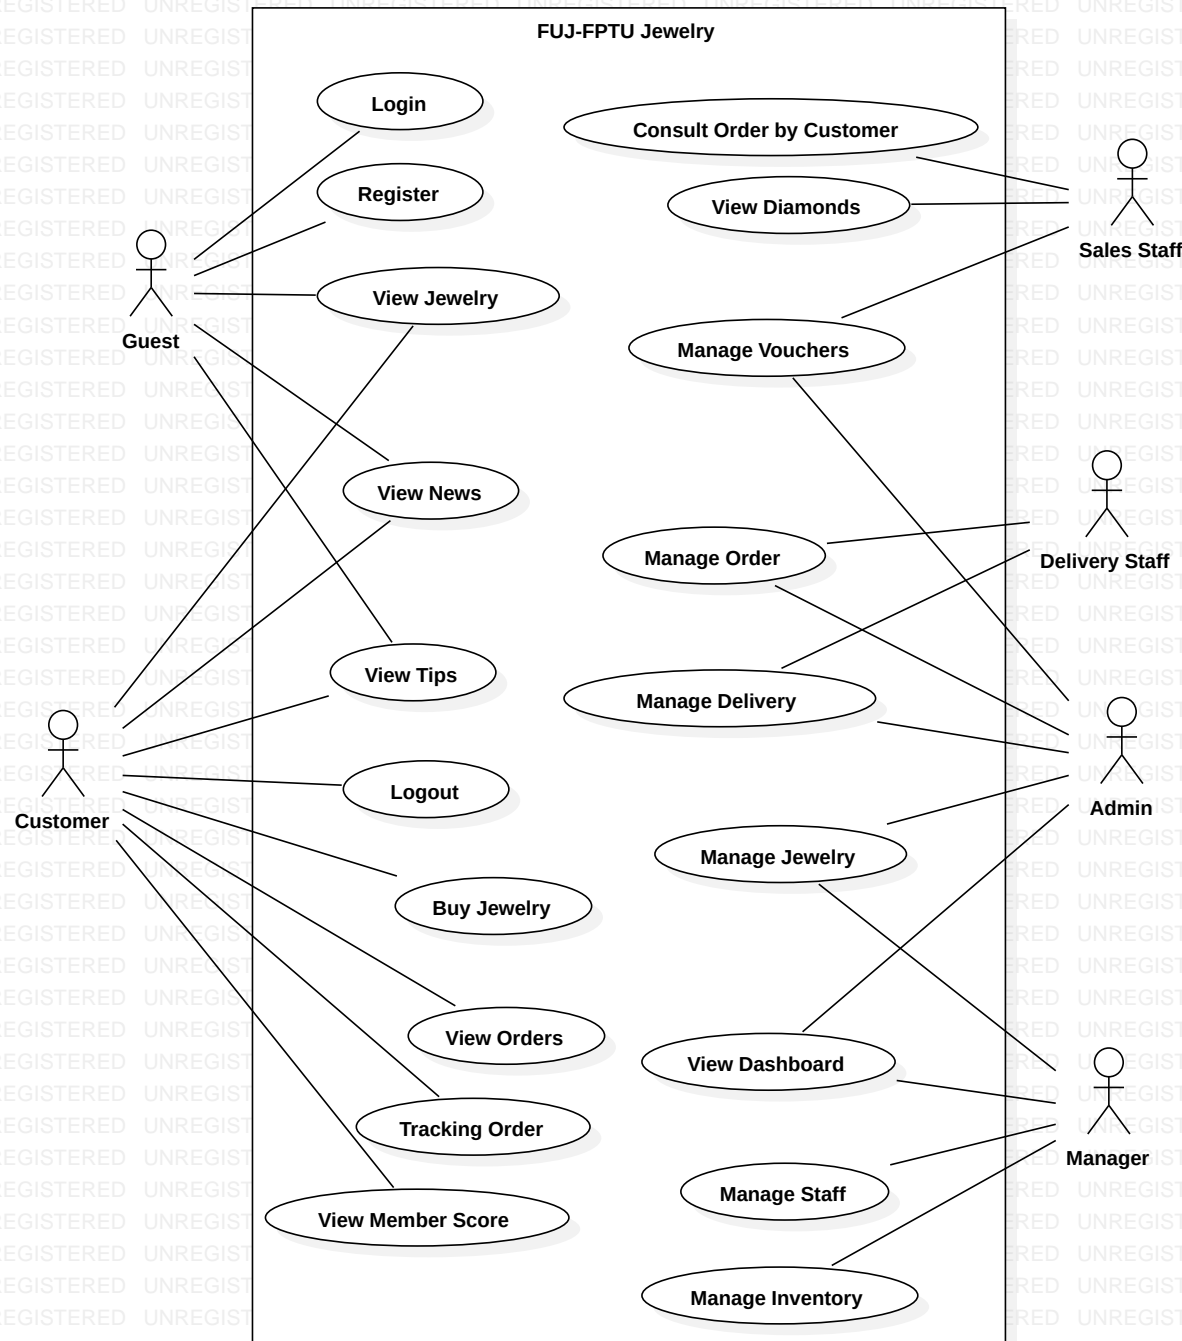 FUJ-FPTU Jewelry
Login
Register
View Jewelry
View News
View Tips
Logout
Buy Jewelry
View Orders
Tracking Order
View Member Score
Consult Order by Customer
View Diamonds
Manage Vouchers
Manage Order
Manage Delivery
Manage Jewelry
View Dashboard
Manage Staff
Manage Inventory
Guest
Customer
Sales Staff
Delivery Staff
Admin
Manager
UNREGISTERED